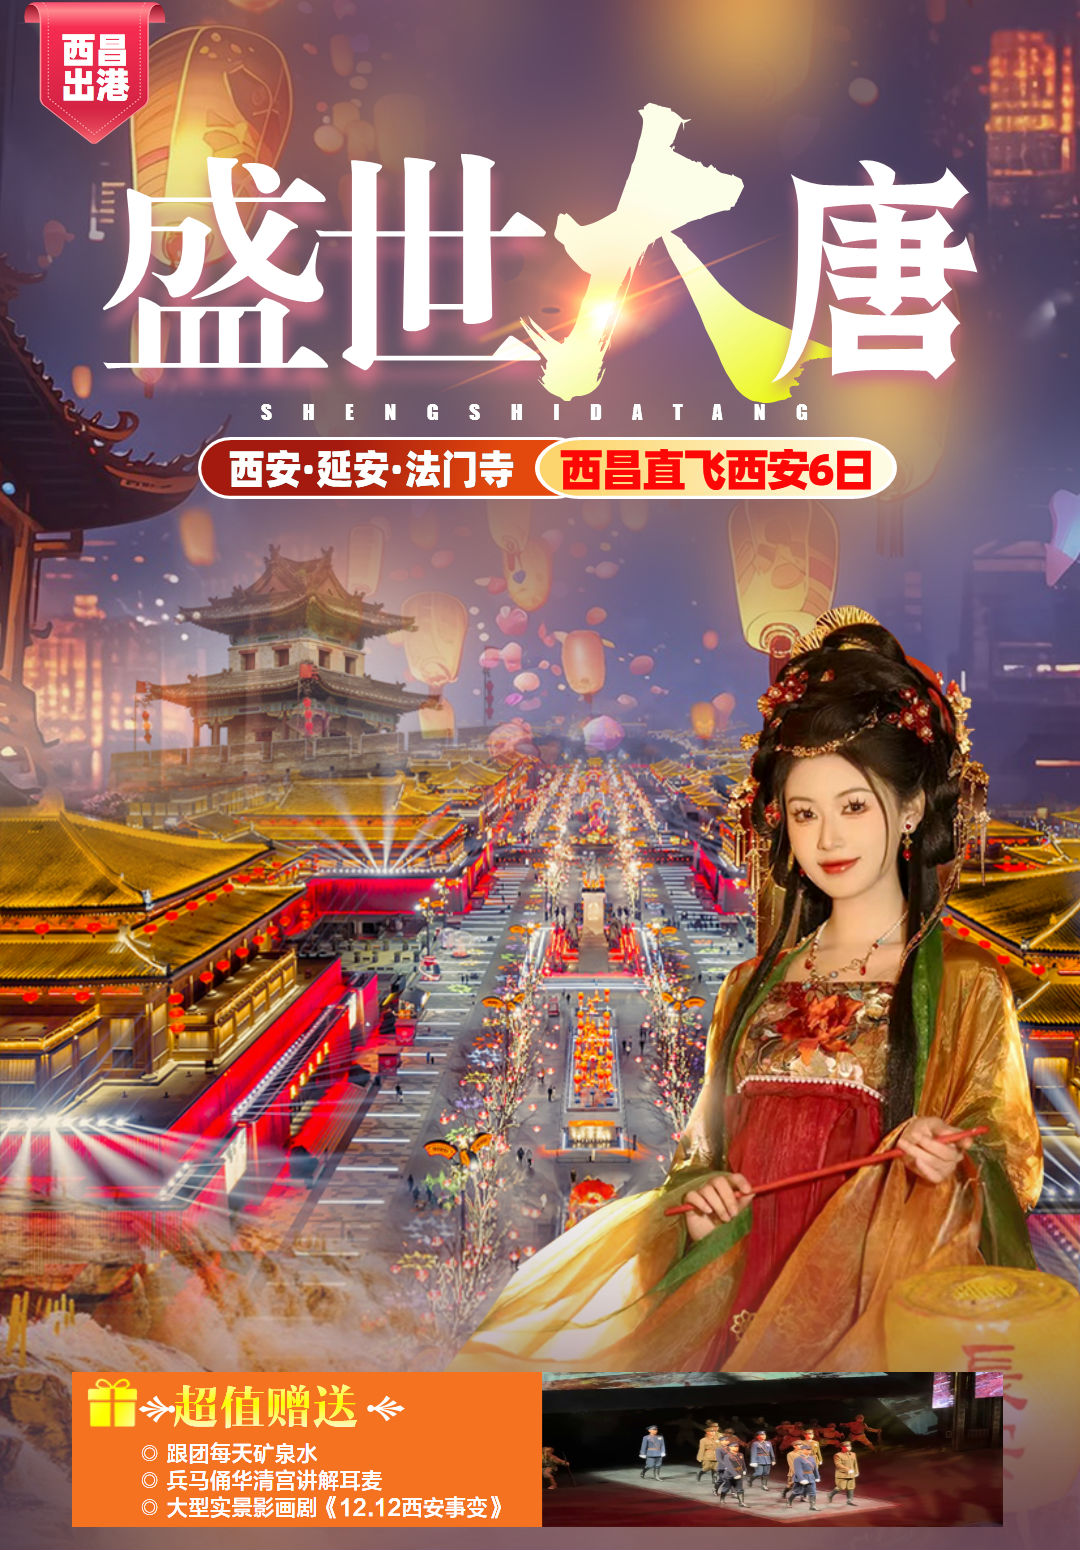 西昌
出港
盛世大唐
SHENGSHIDATANG
西安·延安·法门寺 西昌直飞西安6日
超值赠送
◎ 跟团每天矿泉水
◎ 兵马俑华清宫讲解耳麦
◎ 大型实景影画剧《12.12西安事变》